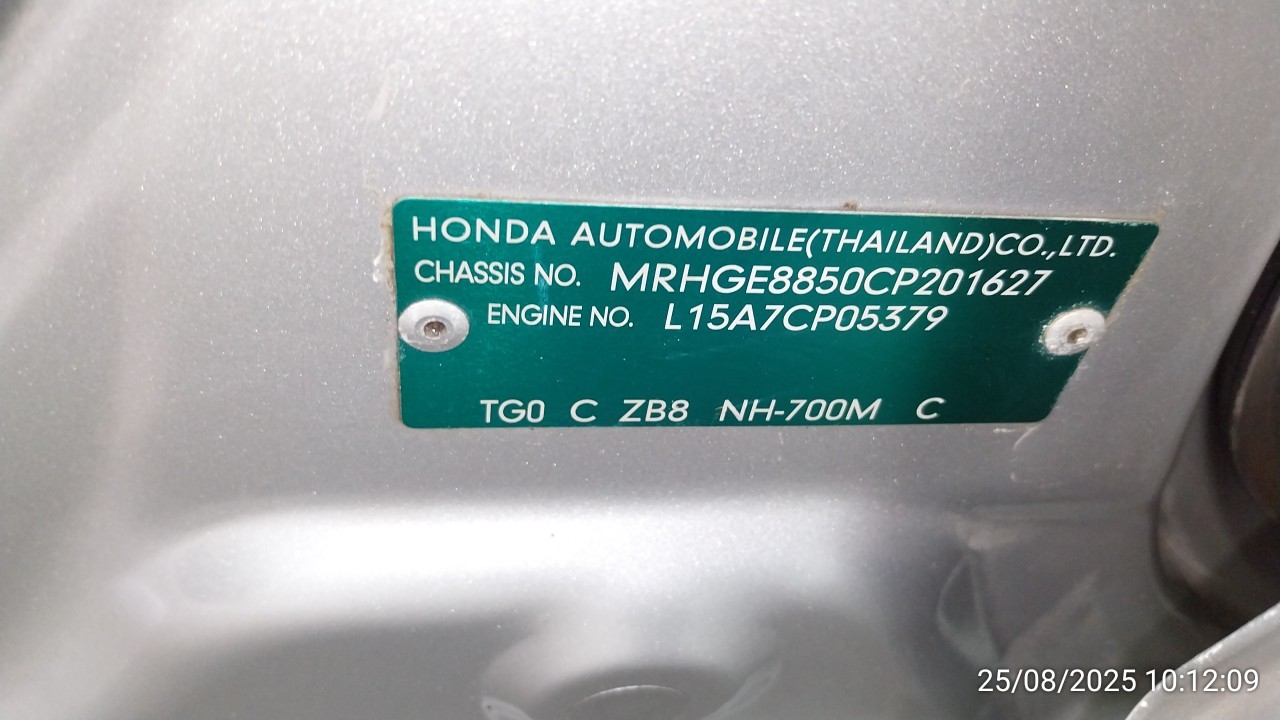 HONDA AUTOMOBILE(THAILAND)CO.,LTD.
CHASSIS NO. MRHGE8850CP201627
ENGINE NO. L15A7CP05379
TG0 C ZB8 NH-700M C
25/08/2025 10:12:09